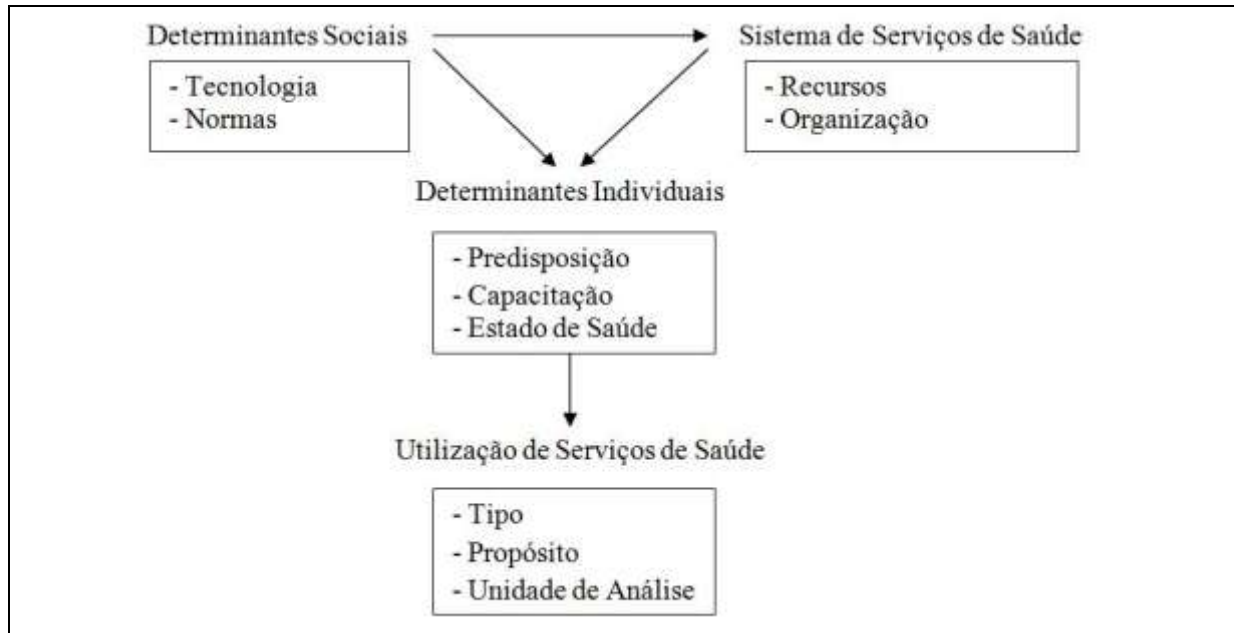 Determinantes Sociais
Sistema de Serviços de Saúde
- Tecnologia
- Normas
- Recursos
- Organização
Determinantes Individuais
- Predisposição
- Capacitação
- Estado de Saúde
Utilização de Serviços de Saúde
- Tipo
- Propósito
- Unidade de Análise